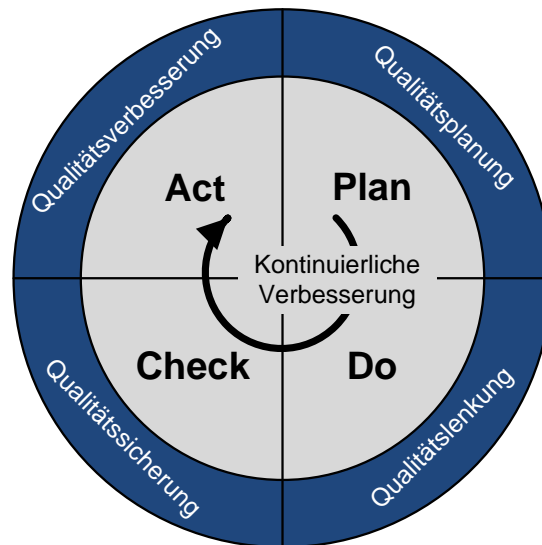 Qualitätsverbesserung
Qualitätsplanung
Act
Plan
Kontinuierliche
Verbesserung
Check
Do
Qualitätssicherung
Qualitätslenkung